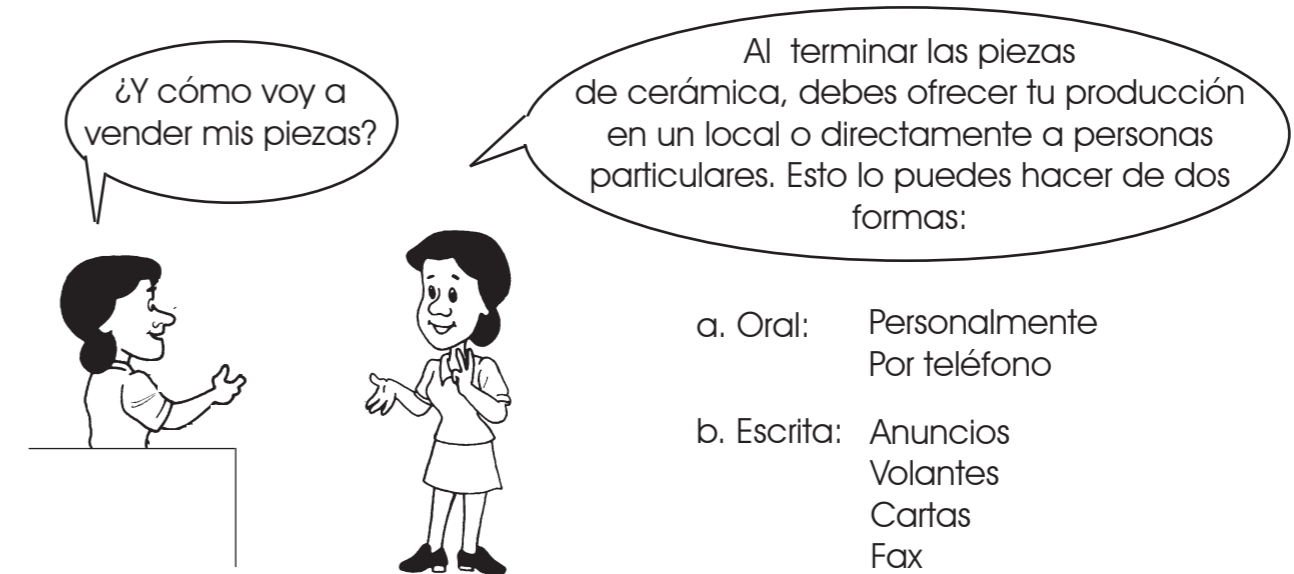 ¿Y cómo voy a
vender mis piezas?
Al terminar las piezas
de cerámica, debes ofrecer tu producción
en un local o directamente a personas
particulares. Esto lo puedes hacer de dos
formas:
a. Oral: Personalmente
Por teléfono
b. Escrita: Anuncios
Volantes
Cartas
Fax